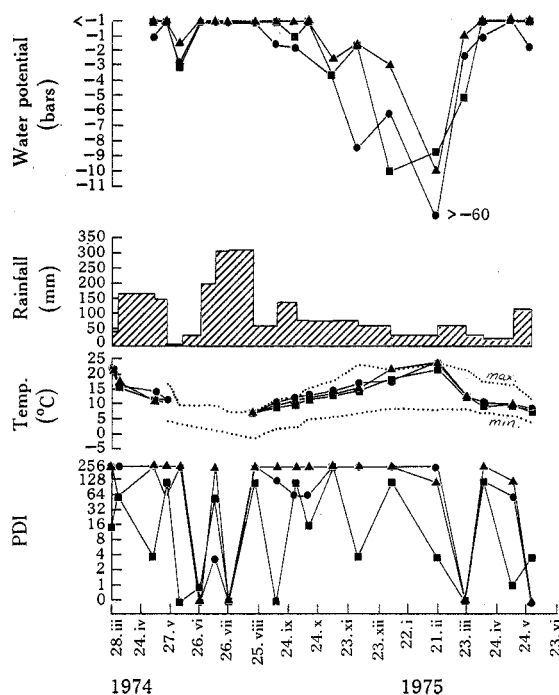 Water potential
(bars)
< -1
-1
-2
-3
-4
-5
-6
-7
-8
-9
-10
-11
> -60
Rainfall
(mm)
350
300
250
200
150
100
50
0
Temp.
(°C)
25
20
15
10
5
0
-5
max.
min.
PDI
256
128
64
32
16
8
4
2
1
0
28. iii
24. iv
27. v
26. vi
26. vii
25. viii
24. ix
24. x
23. xi
23. xii
22. i
21. ii
23. iii
24. iv
24. v
23. vi
1974
1975